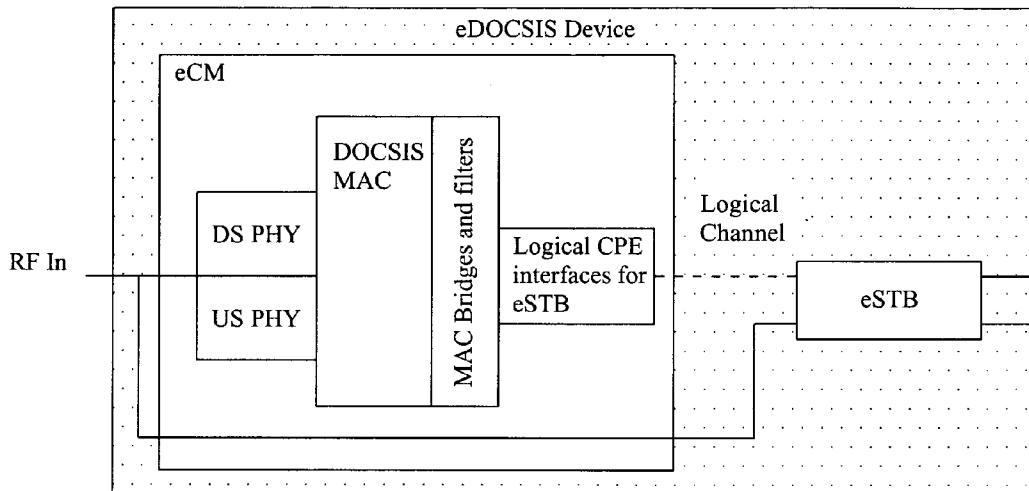 eDOCSIS Device
eCM
DOCSIS
MAC
MAC Bridges and filters
DS PHY
US PHY
RF In
Logical CPE
interfaces for
eSTB
Logical
Channel
eSTB